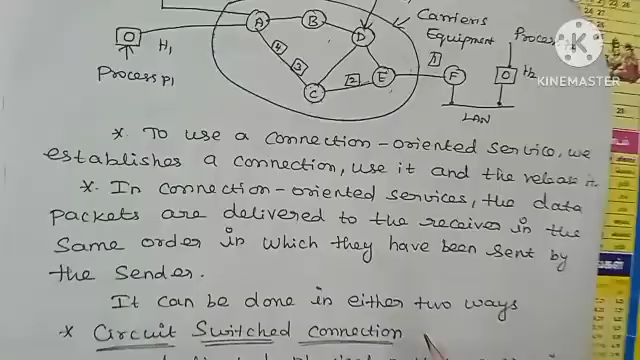 Carriers
Equipment
Process
A
B
D
H1
Process P1
4
3
C
2
E
1
F
H2
LAN
KINEMASTER
* To use a connection-oriented service, we
establishes a connection, use it and the release it.
* In connection-oriented services, the data
packets are delivered to the receiver in the
same order in which they have been sent by
the sender.
It can be done in either two ways
* Circuit Switched connection